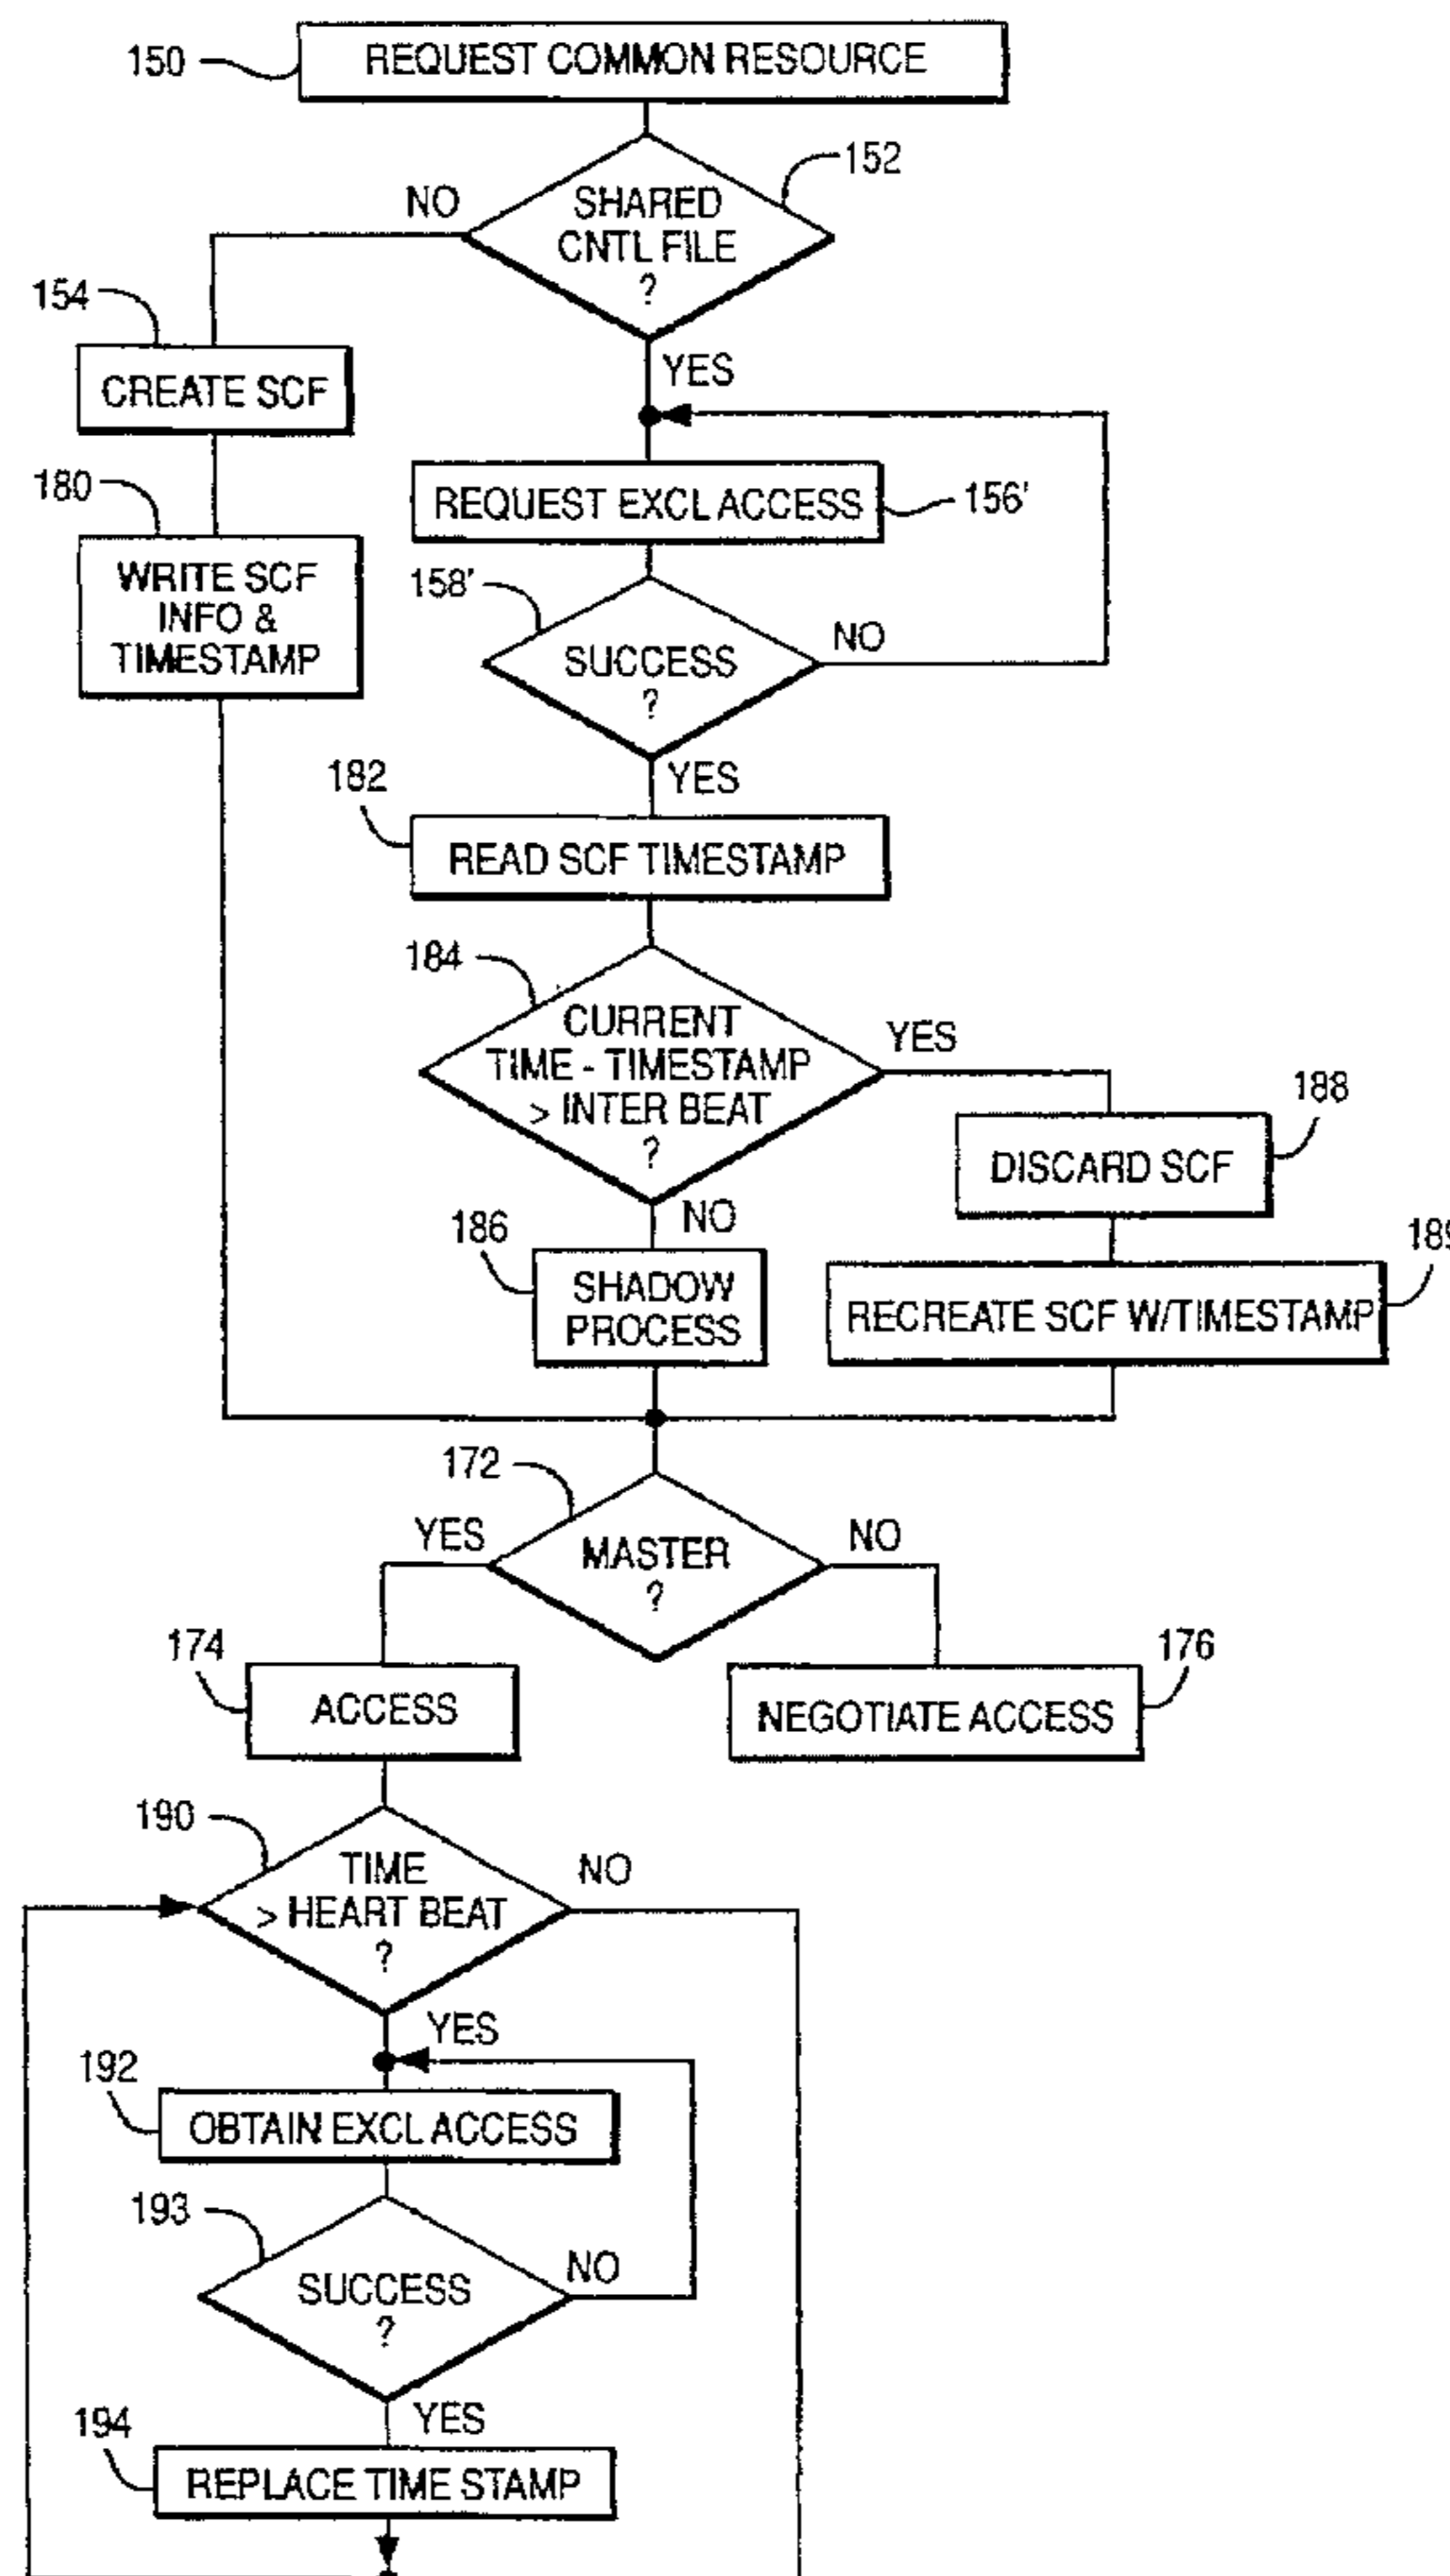 150
REQUEST COMMON RESOURCE
152
NO
SHARED
CNTL FILE
?
154
YES
CREATE SCF
180
REQUEST EXCL ACCESS
156'
WRITE SCF
INFO &
TIMESTAMP
158'
NO
SUCCESS
?
182
YES
READ SCF TIMESTAMP
184
CURRENT
TIME - TIMESTAMP
> INTER BEAT
?
YES
188
DISCARD SCF
NO
186
189
SHADOW
PROCESS
RECREATE SCF W/TIMESTAMP
172
YES
MASTER
?
NO
174
176
ACCESS
NEGOTIATE ACCESS
190
TIME
> HEART BEAT
?
NO
YES
192
OBTAIN EXCL ACCESS
193
NO
SUCCESS
?
YES
194
REPLACE TIME STAMP